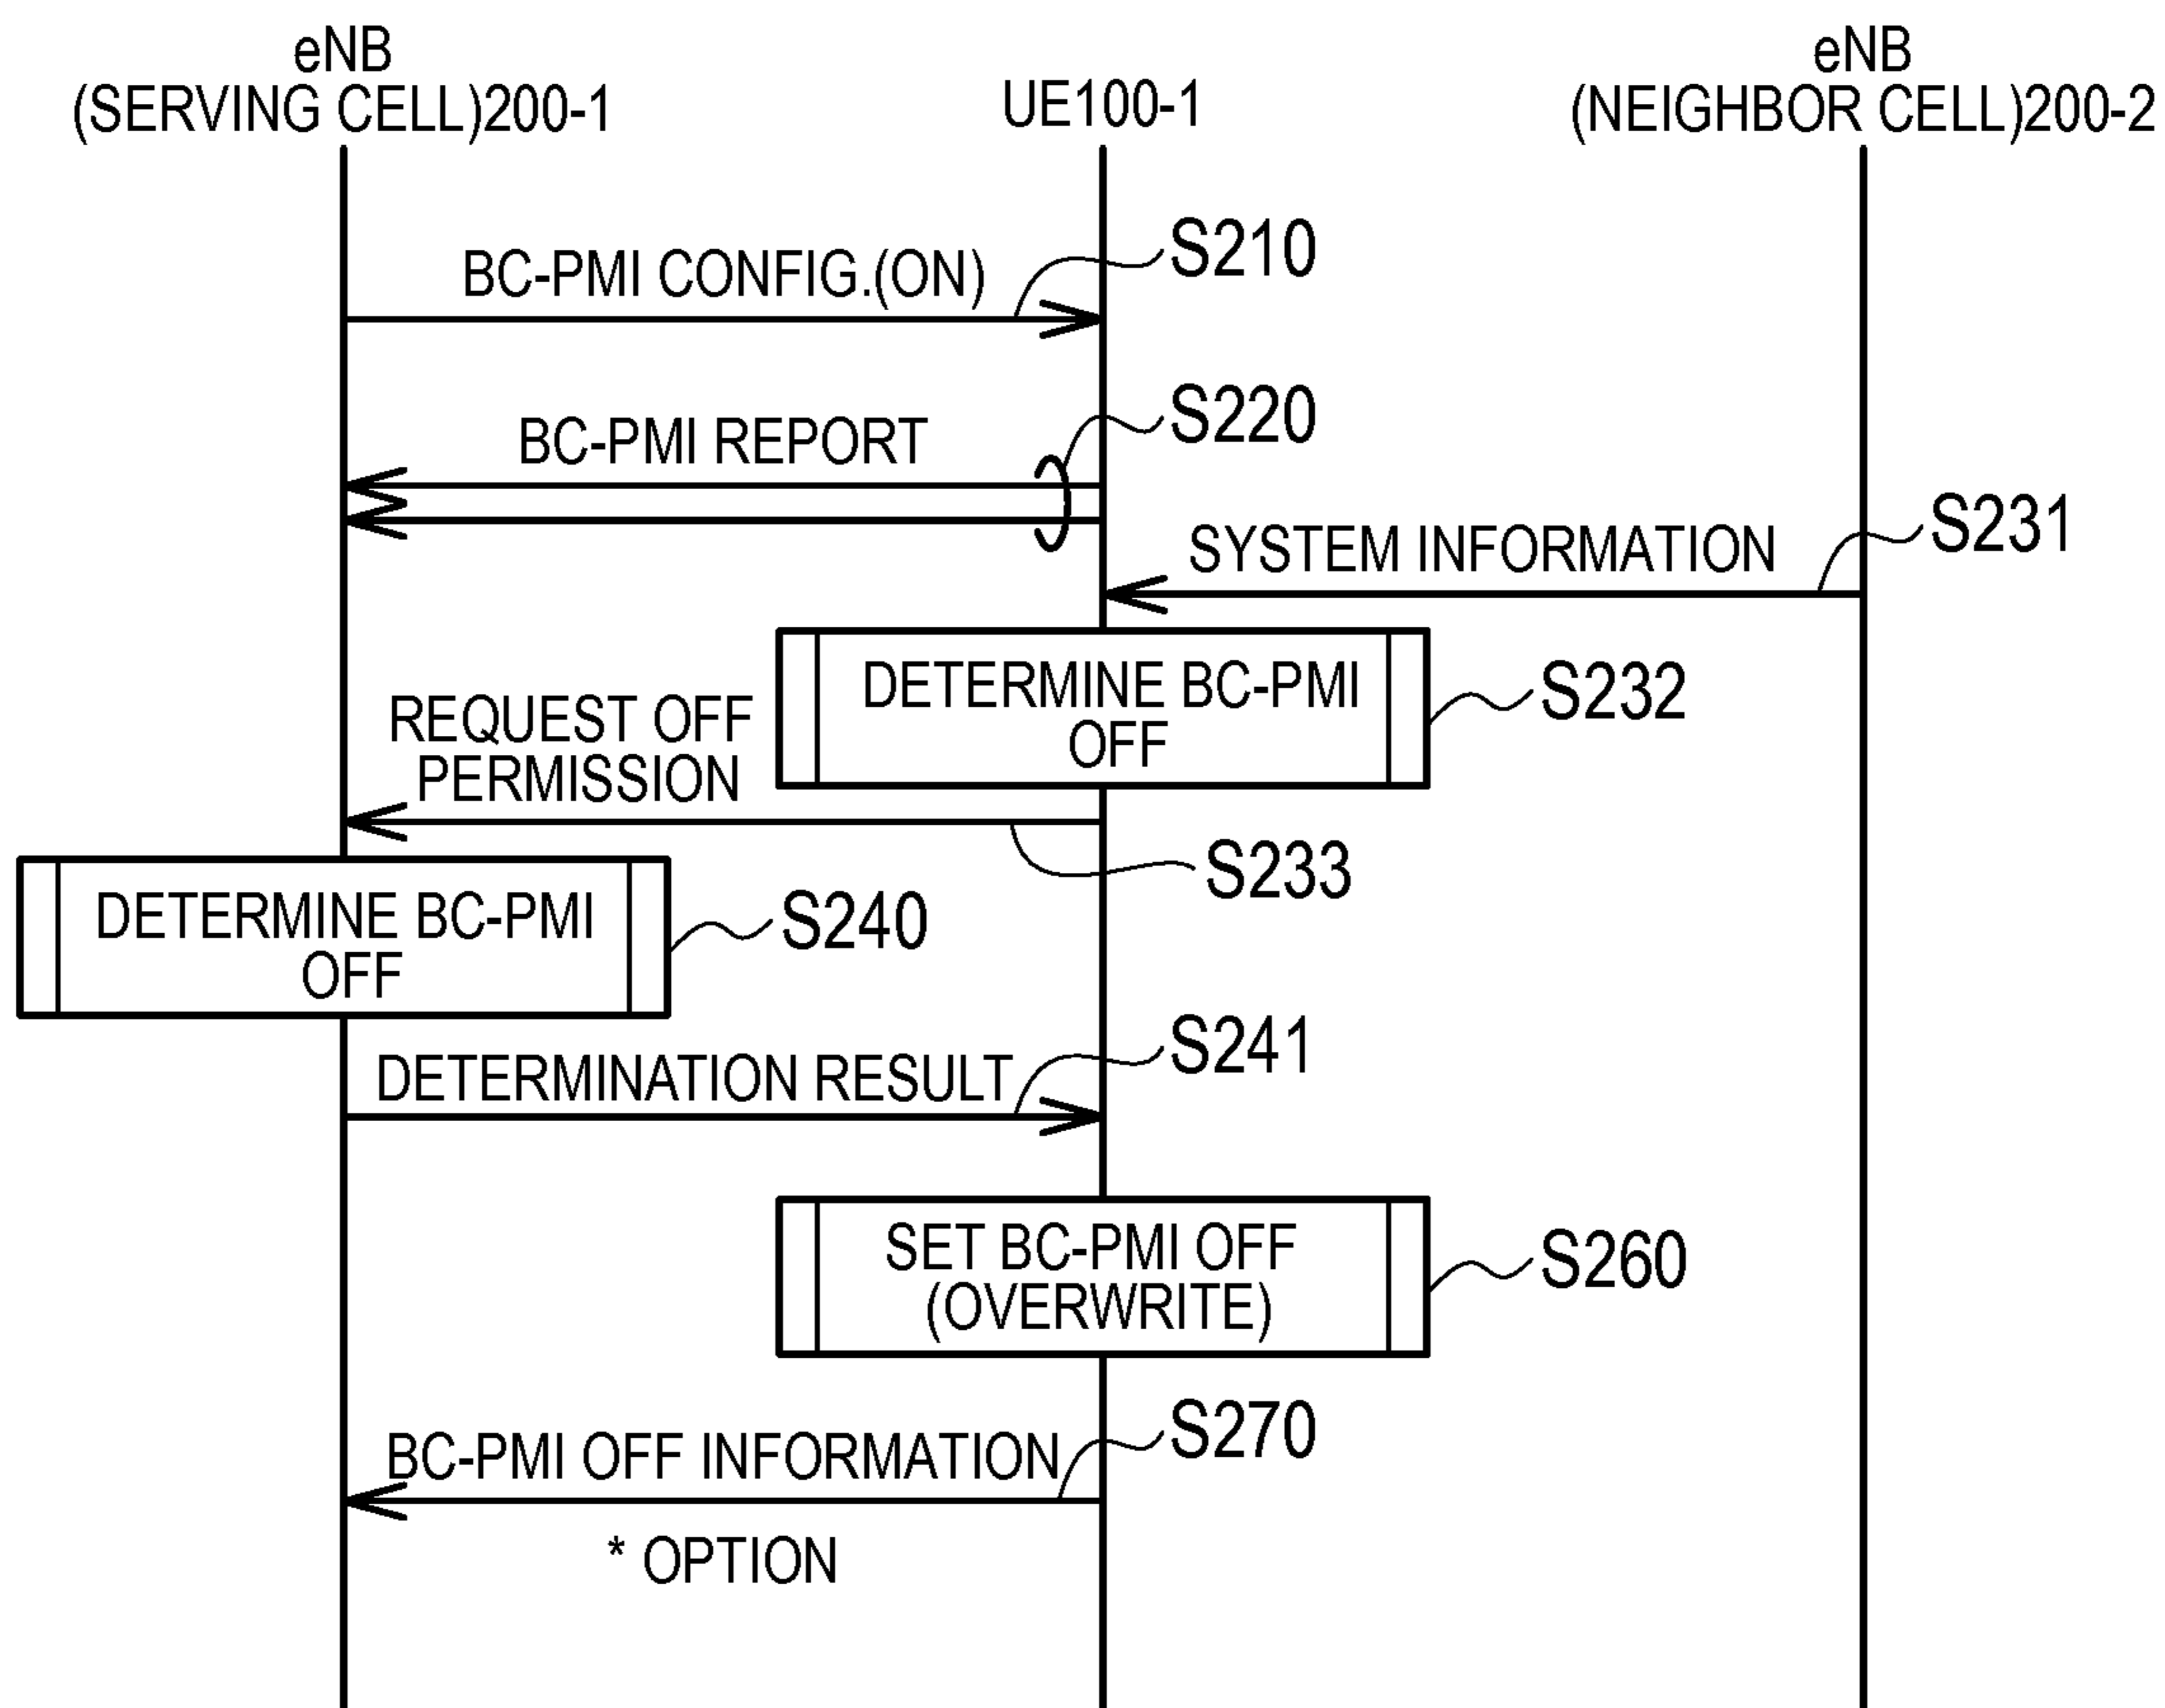 eNB
(SERVING CELL)200-1
UE100-1
eNB
(NEIGHBOR CELL)200-2
BC-PMI CONFIG.(ON)
S210
BC-PMI REPORT
S220
SYSTEM INFORMATION
S231
DETERMINE BC-PMI
OFF
S232
REQUEST OFF
PERMISSION
S233
DETERMINE BC-PMI
OFF
S240
DETERMINATION RESULT
S241
SET BC-PMI OFF
(OVERWRITE)
S260
BC-PMI OFF INFORMATION
S270
* OPTION